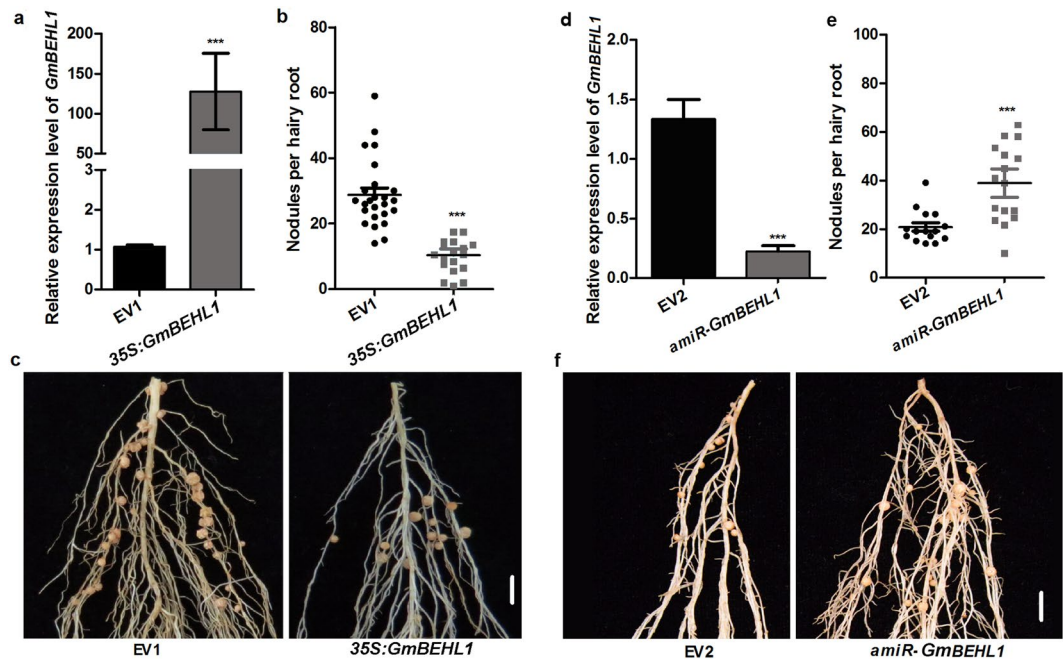 a
Relative expression level of GmBEHL1
200
150
100
50
3
2
1
0
***
EV1
35S:GmBEHL1
b
Nodules per hairy root
80
60
40
20
0
***
EV1
35S:GmBEHL1
c
EV1
35S:GmBEHL1
d
Relative expression level of GmBEHL1
2.0
1.5
1.0
0.5
0.0
***
EV2
amiR-GmBEHL1
e
Nodules per hairy root
100
80
60
40
20
0
***
EV2
amiR-GmBEHL1
f
EV2
amiR-GmBEHL1